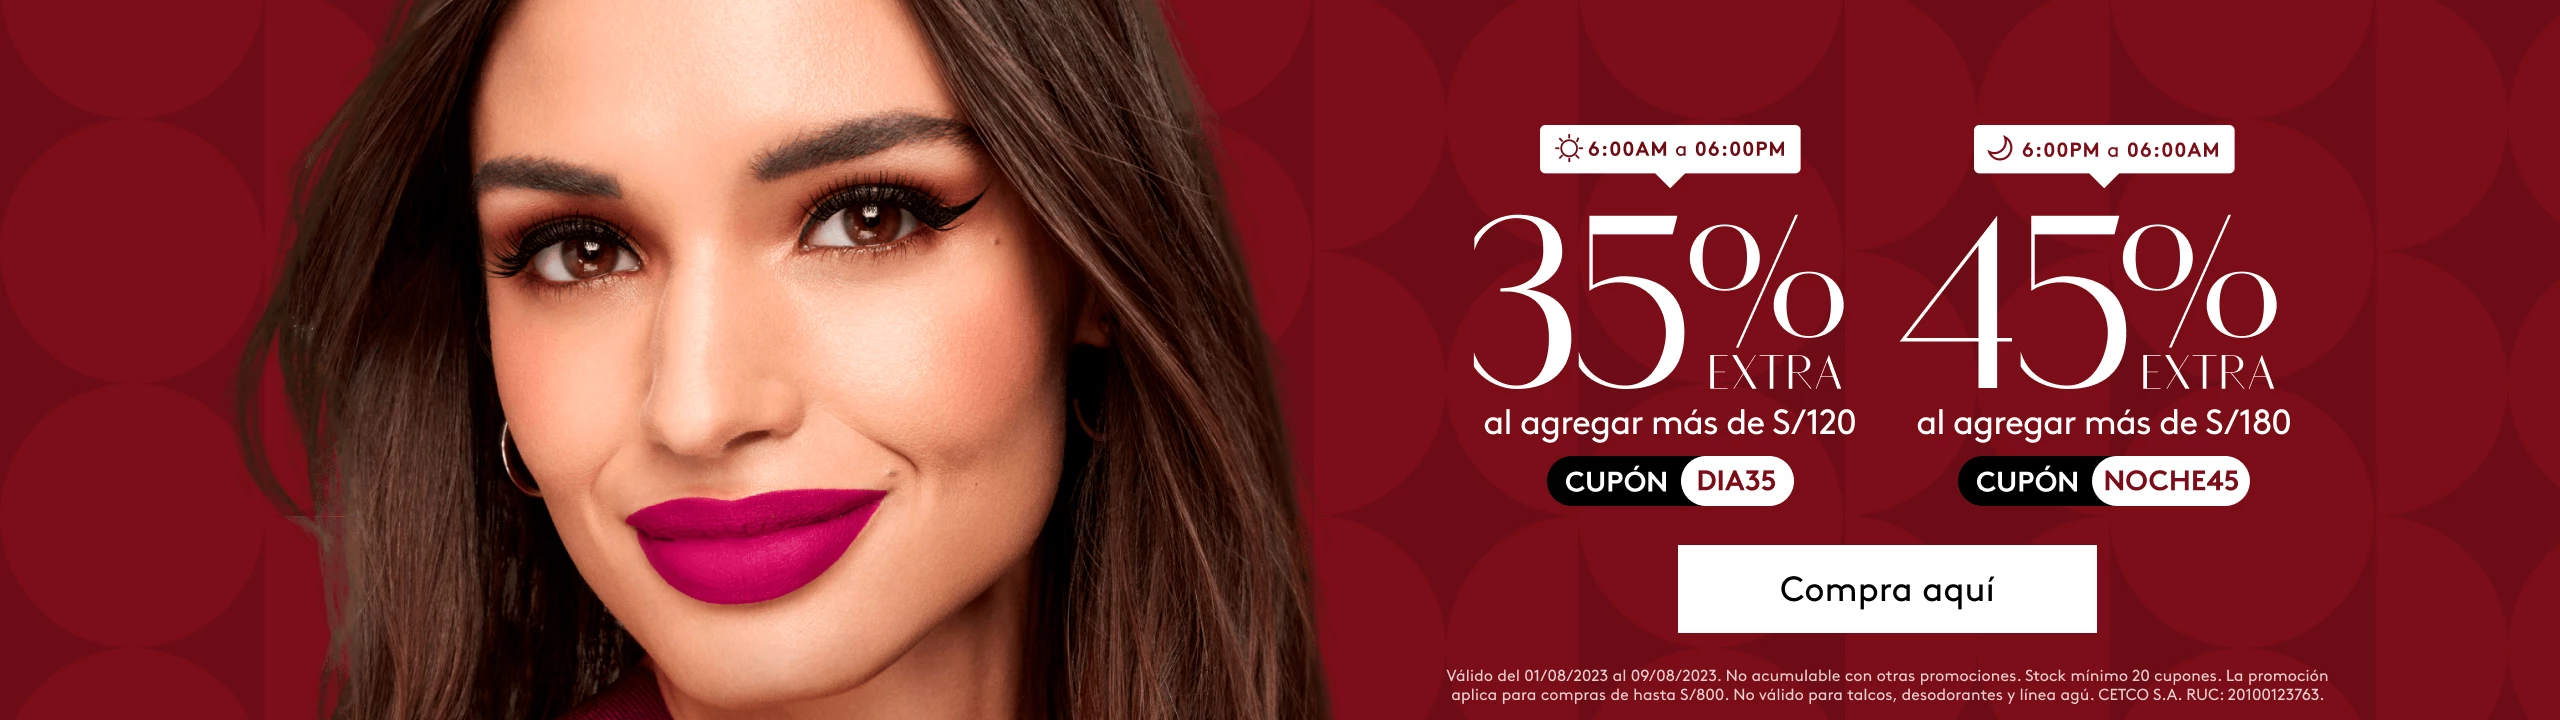 6:00AM a 06:00PM
35%
EXTRA
al agregar más de S/120
CUPÓN DIA35
6:00PM a 06:00AM
45%
EXTRA
al agregar más de S/180
CUPÓN NOCHE45
Compra aquí
Válido del 01/08/2023 al 09/08/2023. No acumulable con otras promociones. Stock mínimo 20 cupones. La promoción
aplica para compras de hasta S/800. No válido para talcos, desodorantes y línea agú. CETCO S.A. RUC: 20100123763.